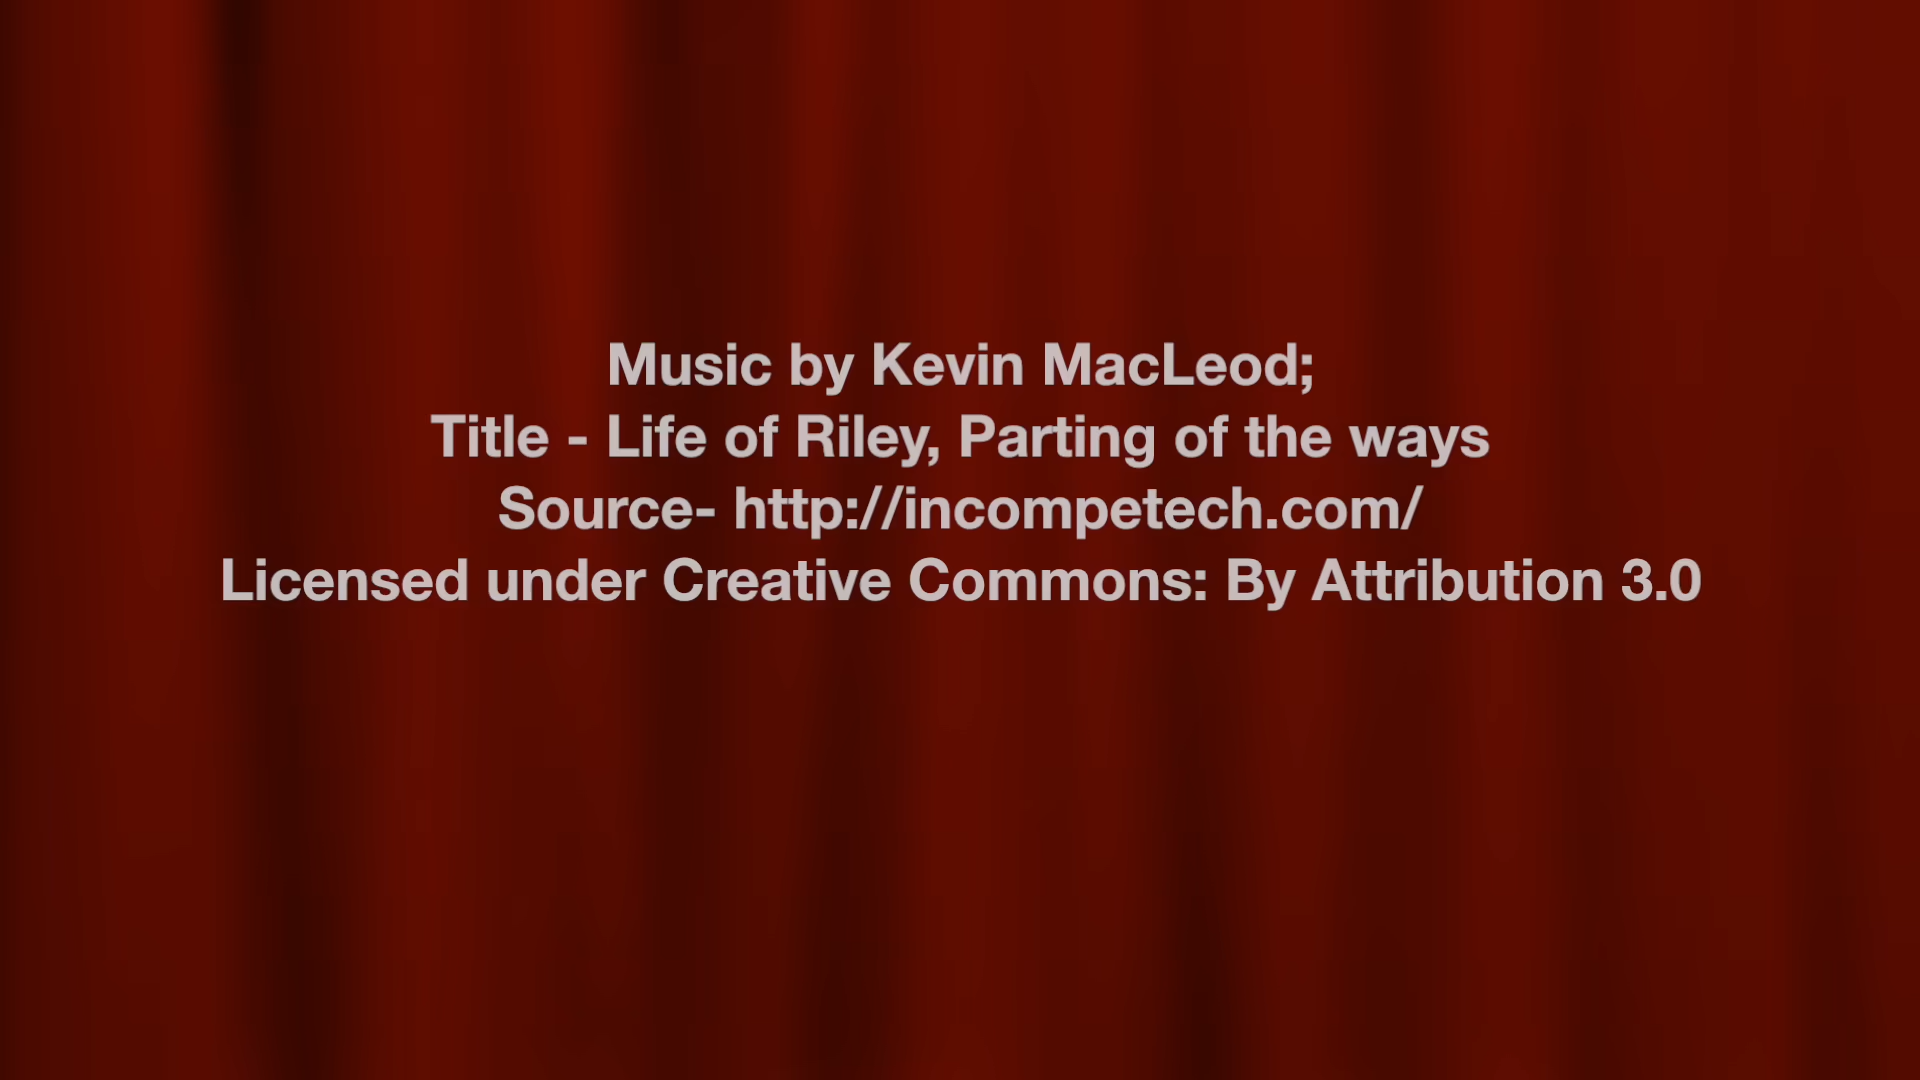 Music by Kevin MacLeod;
Title - Life of Riley, Parting of the ways
Source- http://incompetech.com/
Licensed under Creative Commons: By Attribution 3.0